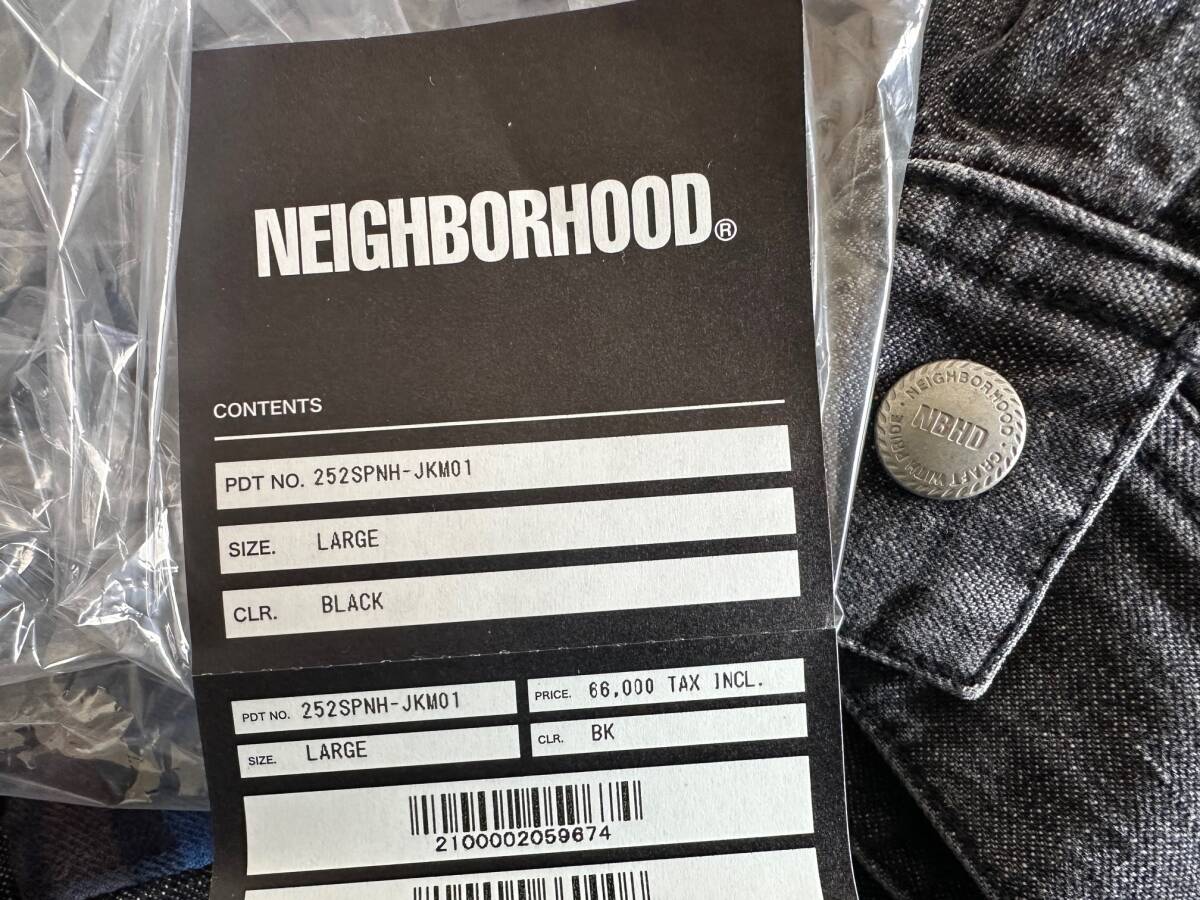 NEIGHBORHOOD®
CONTENTS
PDT NO. 252SPNH-JKM01
SIZE. LARGE
CLR. BLACK
PDT NO. 252SPNH-JKM01
PRICE. 66,000 TAX INCL.
SIZE. LARGE
CLR. BK
2100002059674
· NEIGHBORHOOD · CRAFT WITH PRIDE
NBHD